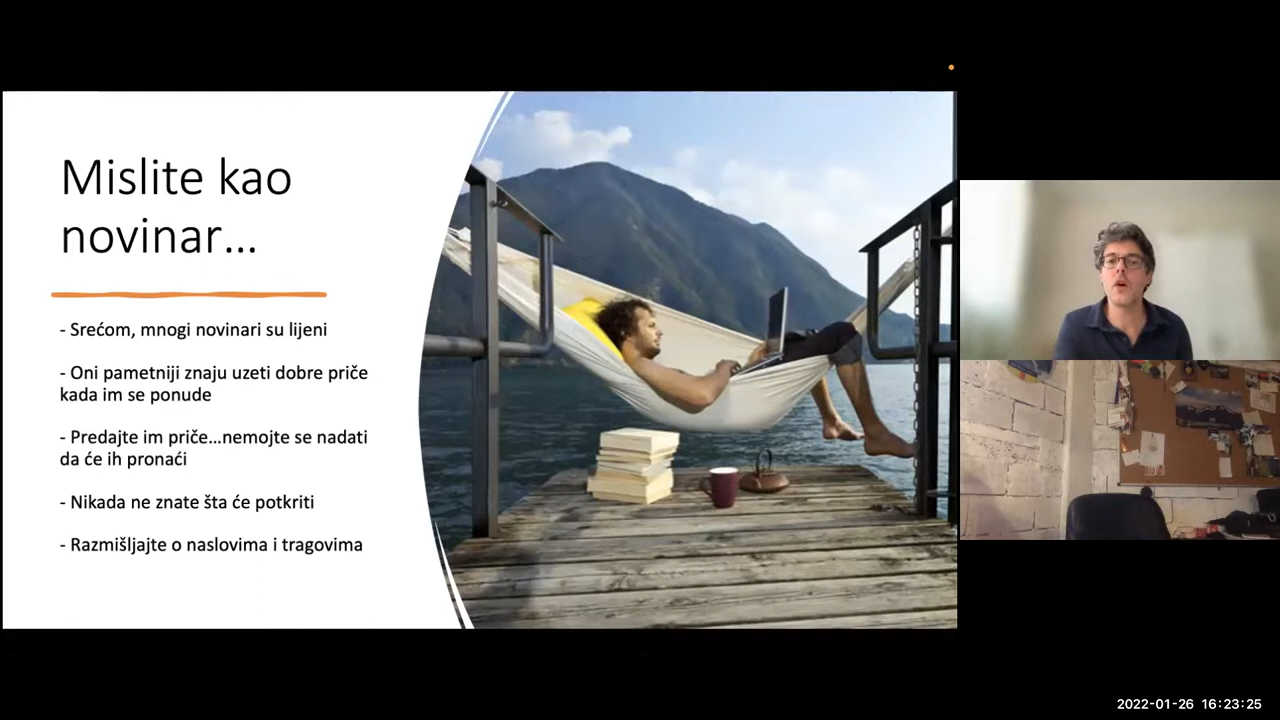 Mislite kao
novinar...
- Srećom, mnogi novinari su lijeni
- Oni pametniji znaju uzeti dobre priče
kada im se ponude
- Predajte im priče...nemojte se nadati
da će ih pronaći
- Nikada ne znate šta će potkriti
- Razmišljajte o naslovima i tragovima
2022-01-26 16:23:25